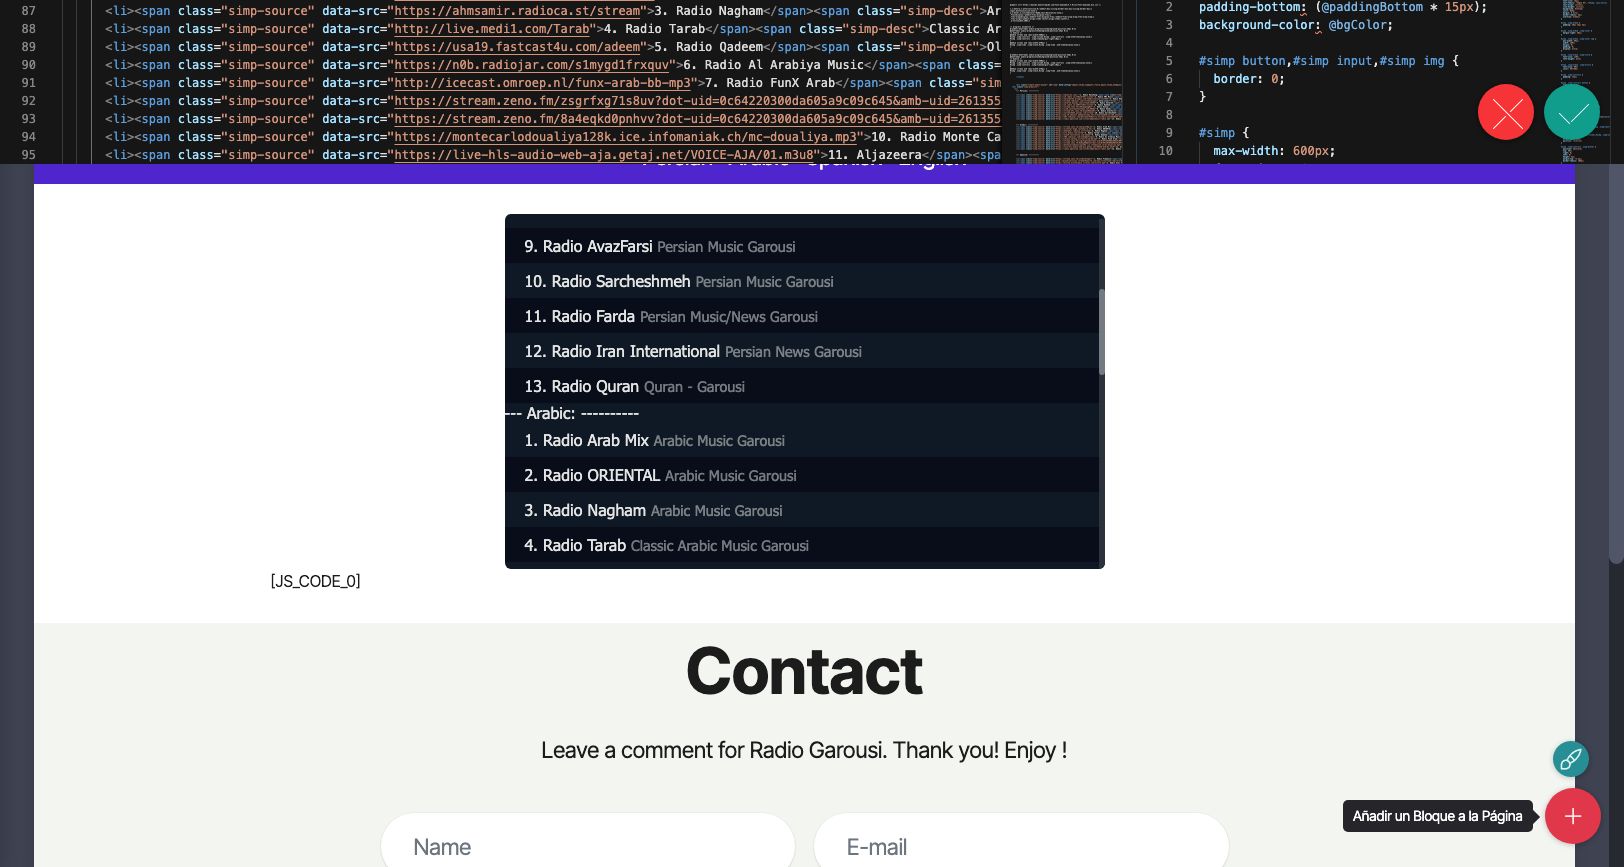 87 <li><span class="simp-source" data-src="https://ahmsamir.radioca.st/stream">3. Radio Nagham</span><span class="simp-desc">Ar
88 <li><span class="simp-source" data-src="http://live.medi1.com/Tarab">4. Radio Tarab</span><span class="simp-desc">Classic Ar
89 <li><span class="simp-source" data-src="https://usa19.fastcast4u.com/adeem">5. Radio Qadeem</span><span class="simp-desc">Ol
90 <li><span class="simp-source" data-src="https://n0b.radiojar.com/s1mygd1frxquv">6. Radio Al Arabiya Music</span><span class=
91 <li><span class="simp-source" data-src="http://icecast.omroep.nl/funx-arab-bb-mp3">7. Radio FunX Arab</span><span class="sim
92 <li><span class="simp-source" data-src="https://stream.zeno.fm/zsgrfxg71s8uv?dot-uid=0c64220300da605a9c09c645&amb-uid=261355
93 <li><span class="simp-source" data-src="https://stream.zeno.fm/8a4eqkd0pnhvv?dot-uid=0c64220300da605a9c09c645&amb-uid=261355
94 <li><span class="simp-source" data-src="https://montecarlodoualiya128k.ice.infomaniak.ch/mc-doualiya.mp3">10. Radio Monte Ca
95 <li><span class="simp-source" data-src="https://live-hls-audio-web-aja.getaj.net/VOICE-AJA/01.m3u8">11. Aljazeera</span><spa
2 padding-bottom: (@paddingBottom * 15px);
3 background-color: @bgColor;
4
5 #simp button,#simp input,#simp img {
6 border: 0;
7 }
8
9 #simp {
10 max-width: 600px;
9. Radio AvazFarsi Persian Music Garousi
10. Radio Sarcheshmeh Persian Music Garousi
11. Radio Farda Persian Music/News Garousi
12. Radio Iran International Persian News Garousi
13. Radio Quran Quran - Garousi
--- Arabic: ----------
1. Radio Arab Mix Arabic Music Garousi
2. Radio ORIENTAL Arabic Music Garousi
3. Radio Nagham Arabic Music Garousi
4. Radio Tarab Classic Arabic Music Garousi
[JS_CODE_0]
Contact
Leave a comment for Radio Garousi. Thank you! Enjoy !
Añadir un Bloque a la Página
Name E-mail